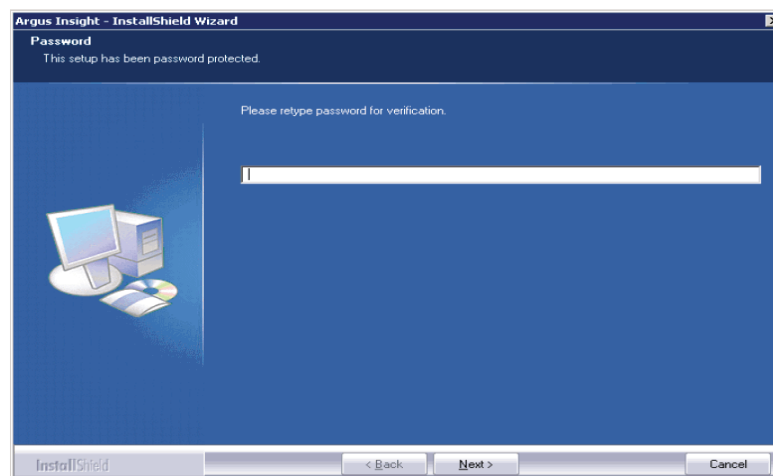 Argus Insight - InstallShield Wizard
Password
This setup has been password protected.
Please retype password for verification.
InstallShield
< Back
Next >
Cancel